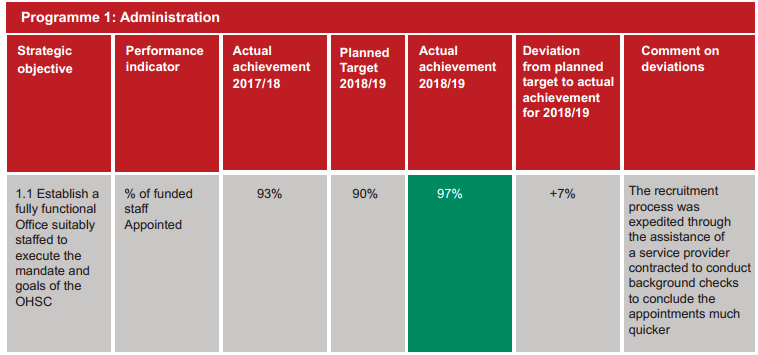 Programme 1: Administration
Strategic
objective
Performance
indicator
Actual
achievement
2017/18
Planned
Target
2018/19
Actual
achievement
2018/19
Deviation
from planned
target to actual
achievement
for 2018/19
Comment on
deviations
1.1 Establish a
fully functional
Office suitably
staffed to
execute the
mandate and
goals of the
OHSC
% of funded
staff
Appointed
93%
90%
97%
+7%
The recruitment
process was
expedited through
the assistance of
a service provider
contracted to conduct
background checks
to conclude the
appointments much
quicker